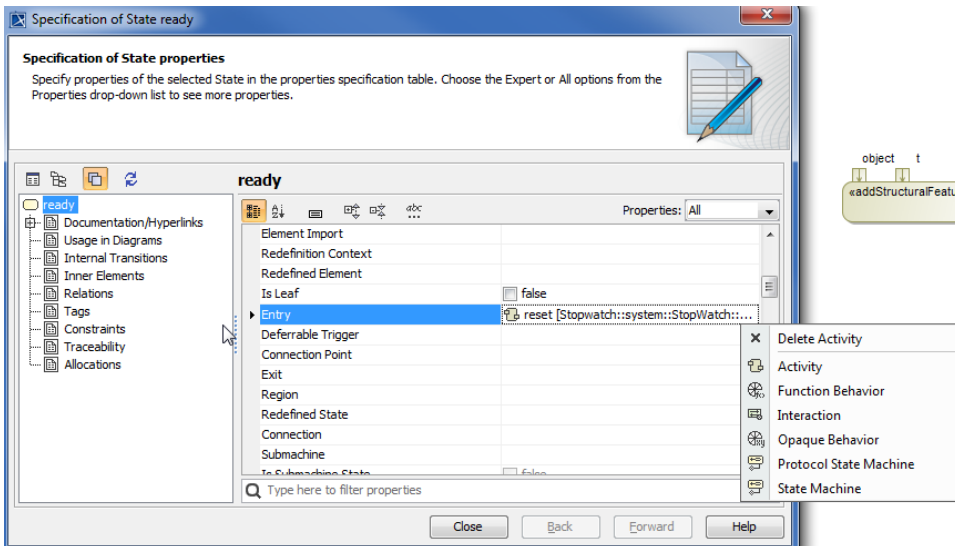 Specification of State ready
Specification of State properties
Specify properties of the selected State in the properties specification table. Choose the Expert or All options from the
Properties drop-down list to see more properties.
ready
ready
Documentation/Hyperlinks
Usage in Diagrams
Internal Transitions
Inner Elements
Relations
Tags
Constraints
Traceability
Allocations
Properties: All
Element Import
Redefinition Context
Redefined Element
Is Leaf false
Entry reset [Stopwatch::system::StopWatch::...
Deferrable Trigger
Connection Point
Exit
Region
Redefined State
Connection
Submachine
Is Submachine State false
Type here to filter properties
Close Back Forward Help
object t
«addStructuralFeatu
Delete Activity
Activity
Function Behavior
Interaction
Opaque Behavior
Protocol State Machine
State Machine